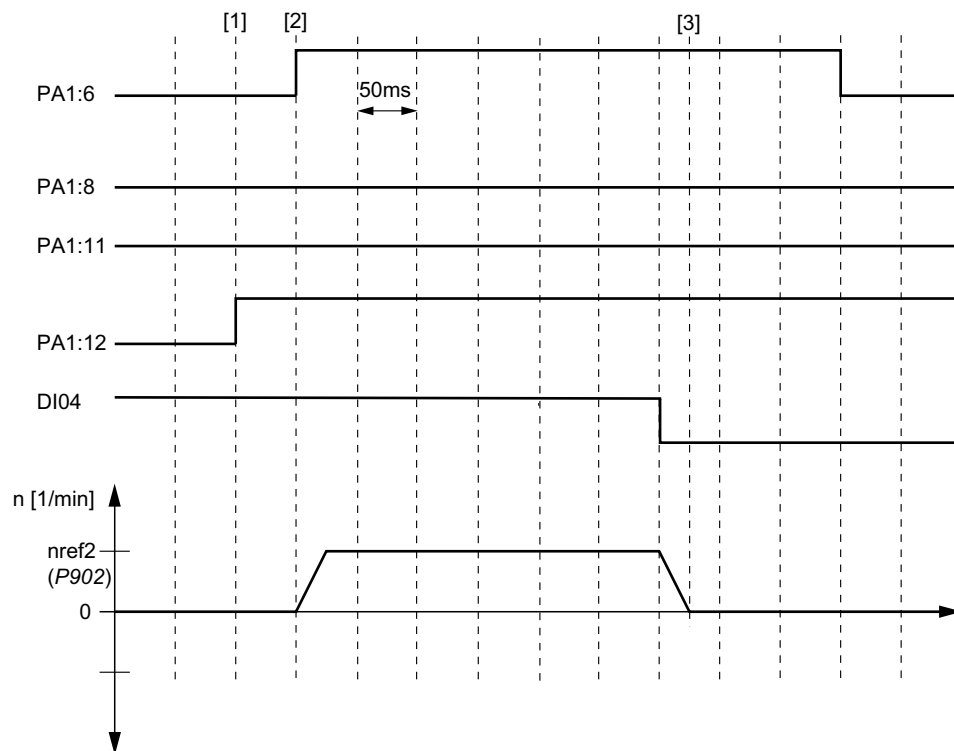 [1] [2] [3]
PA1:6
50ms
PA1:8
PA1:11
PA1:12
DI04
n [1/min]
nref2
(P902)
0